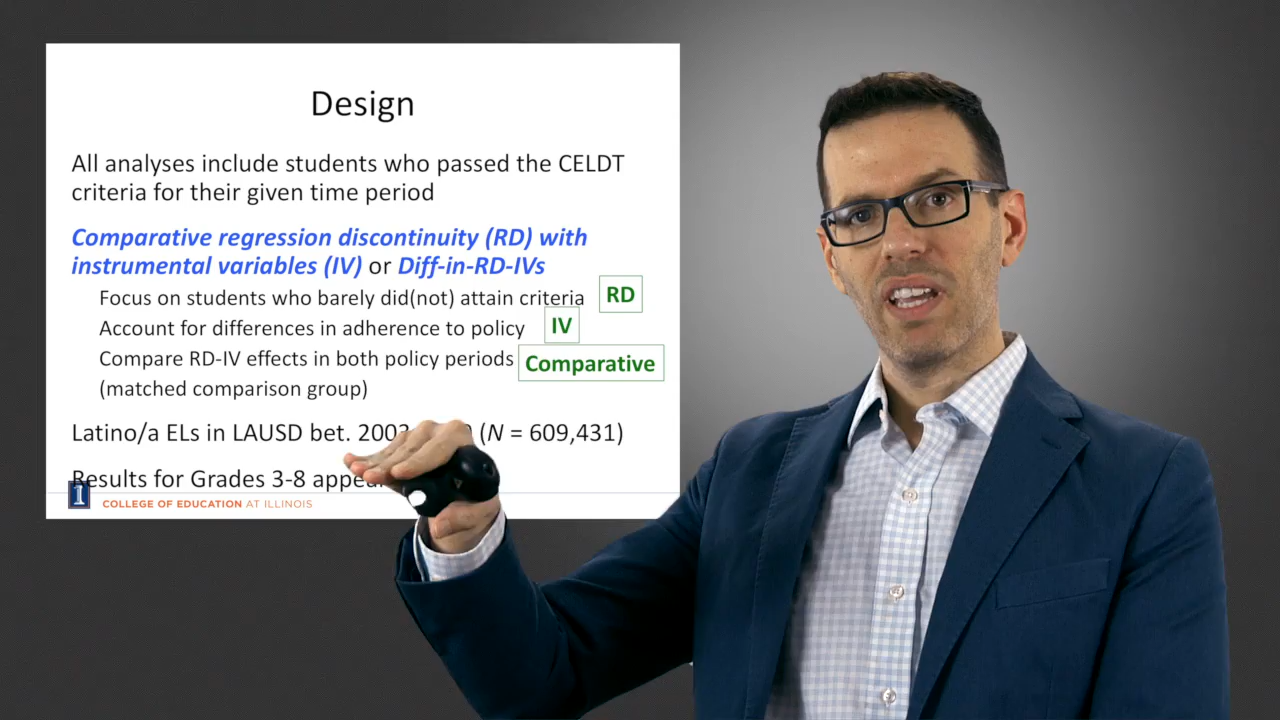 Design
All analyses include students who passed the CELDT
criteria for their given time period
Comparative regression discontinuity (RD) with
instrumental variables (IV) or Diff-in-RD-IVs
Focus on students who barely did(not) attain criteria RD
Account for differences in adherence to policy IV
Compare RD-IV effects in both policy periods Comparative
(matched comparison group)
Latino/a ELs in LAUSD bet. (N = 609,431)
Results for Grades 3-8
I COLLEGE OF EDUCATION AT ILLINOIS